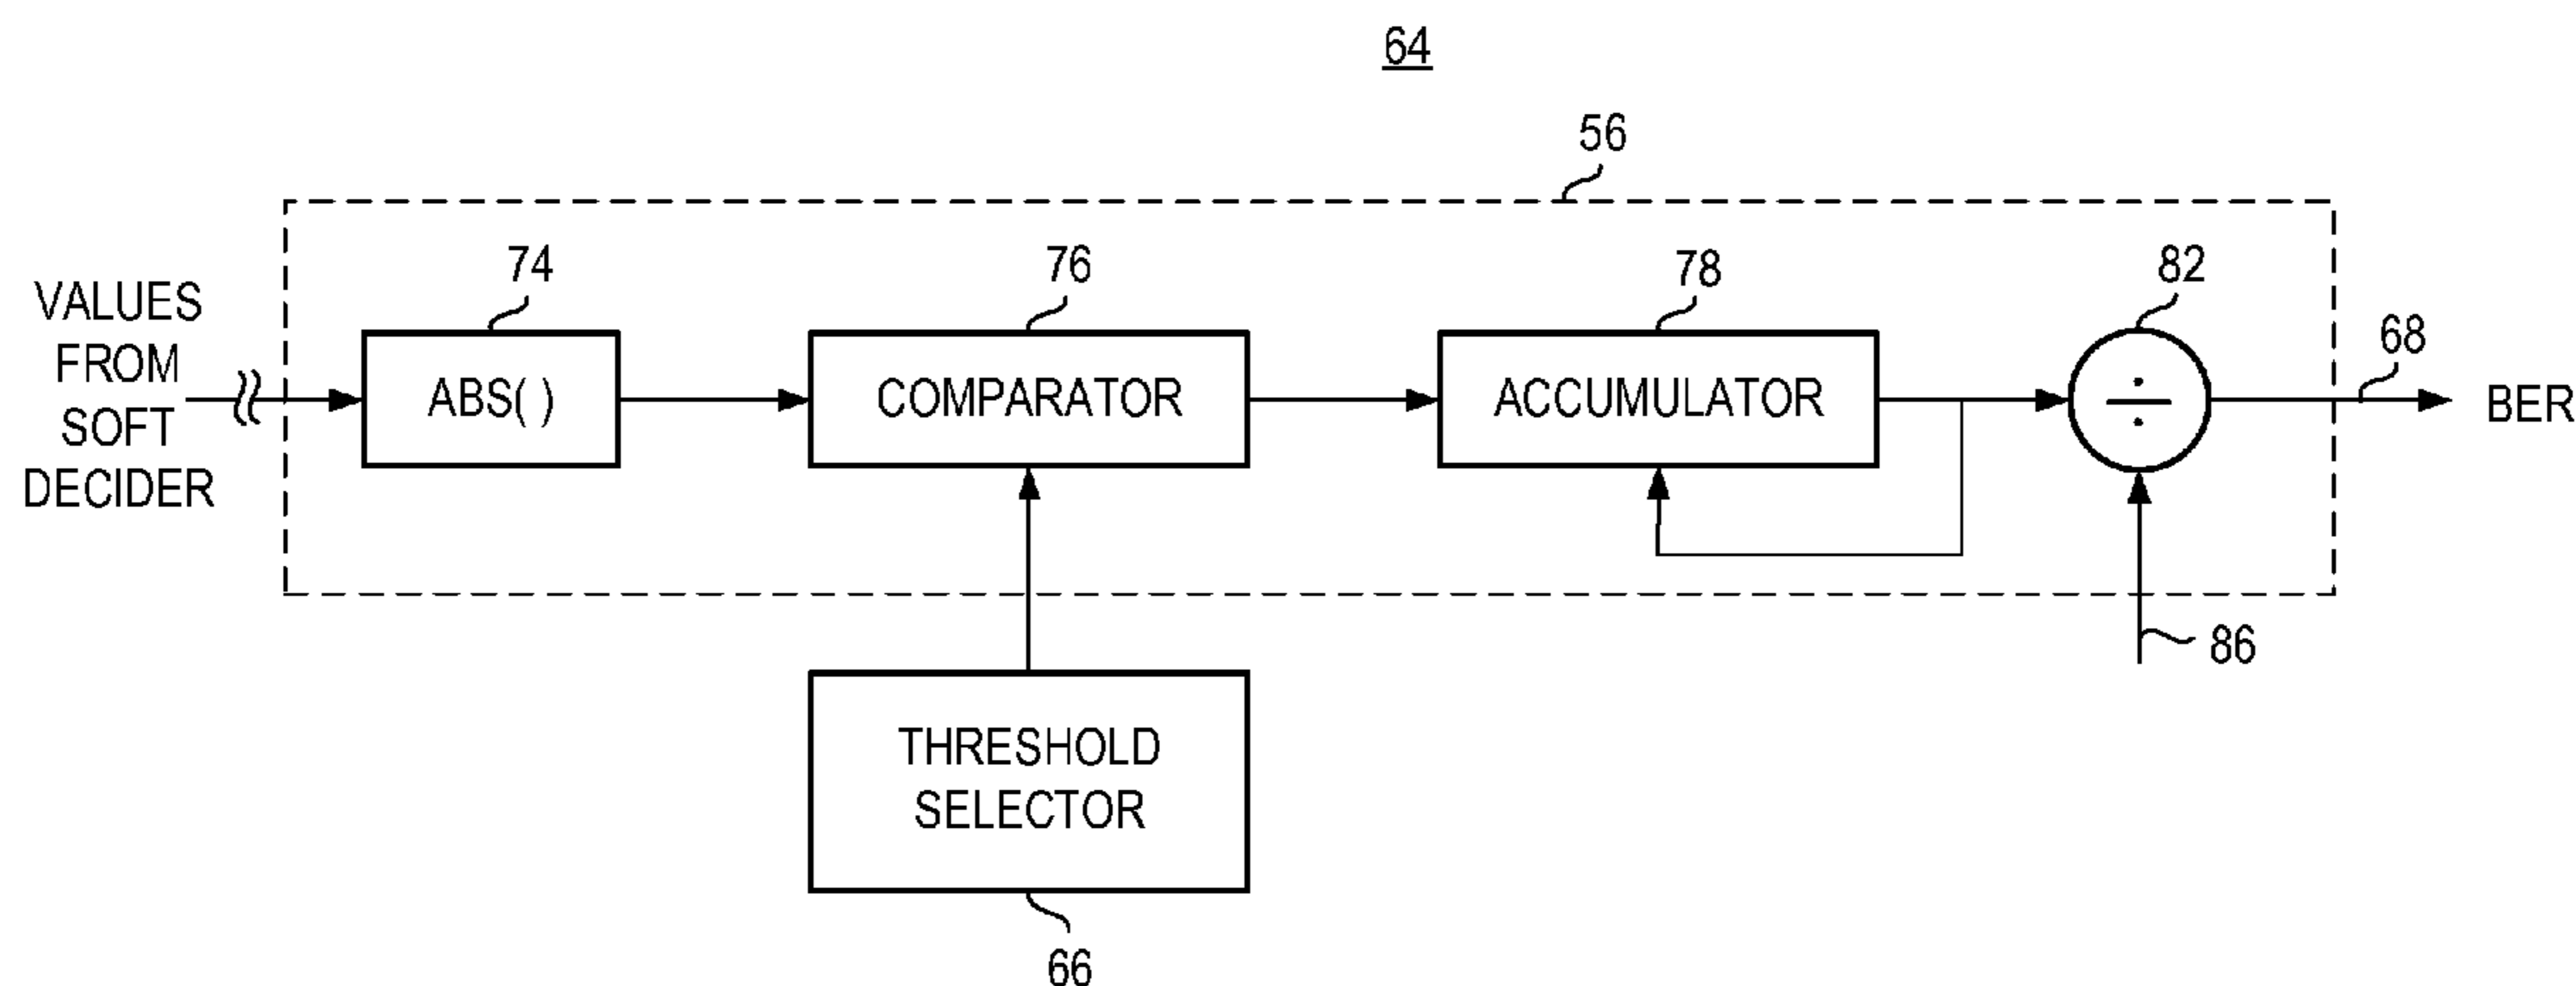 64
56
74
76
78
82
68
VALUES
FROM
SOFT
DECIDER
ABS( )
COMPARATOR
ACCUMULATOR
÷
BER
86
THRESHOLD
SELECTOR
66